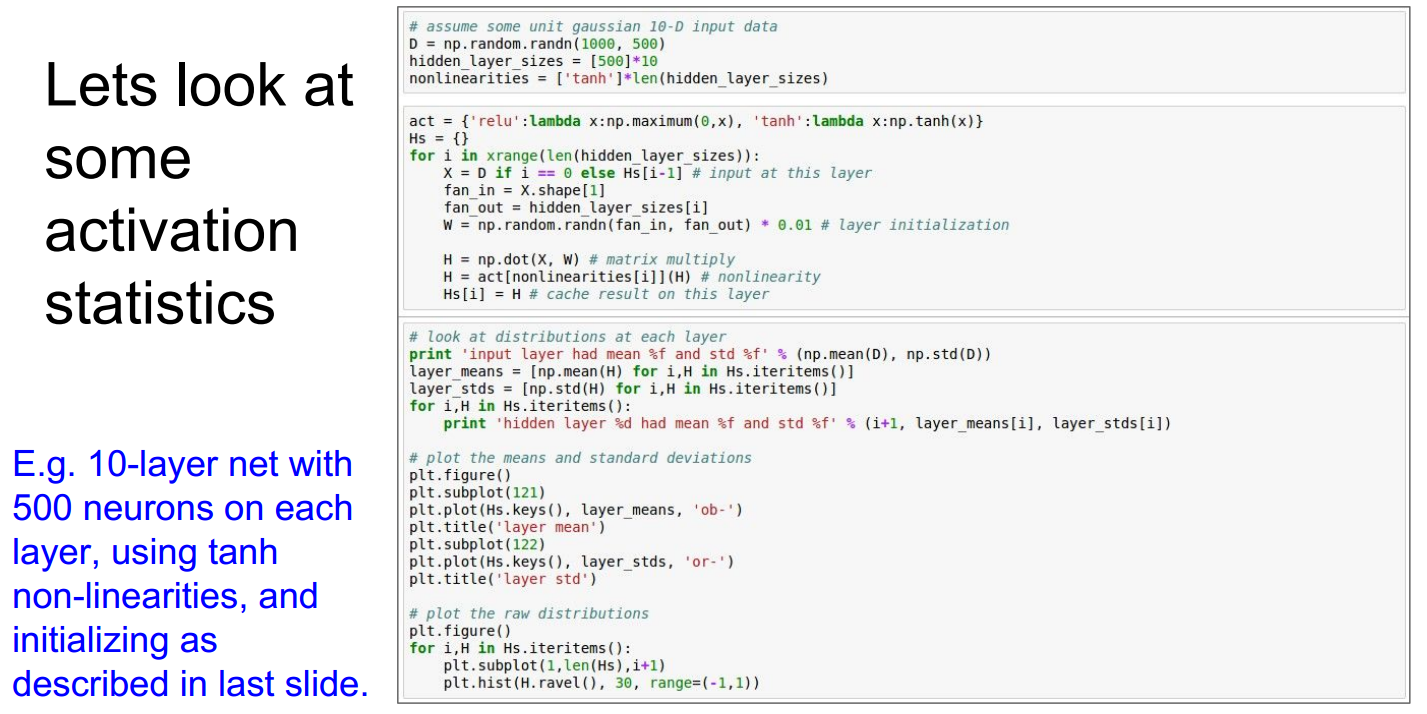 Lets look at
some
activation
statistics
E.g. 10-layer net with
500 neurons on each
layer, using tanh
non-linearities, and
initializing as
described in last slide.
# assume some unit gaussian 10-D input data
D = np.random.randn(1000, 500)
hidden_layer_sizes = [500]*10
nonlinearities = ['tanh']*len(hidden_layer_sizes)
act = {'relu':lambda x:np.maximum(0,x), 'tanh':lambda x:np.tanh(x)}
Hs = {}
for i in xrange(len(hidden_layer_sizes)):
    X = D if i == 0 else Hs[i-1] # input at this layer
    fan_in = X.shape[1]
    fan_out = hidden_layer_sizes[i]
    W = np.random.randn(fan_in, fan_out) * 0.01 # layer initialization
    H = np.dot(X, W) # matrix multiply
    H = act[nonlinearities[i]](H) # nonlinearity
    Hs[i] = H # cache result on this layer
# look at distributions at each layer
print 'input layer had mean %f and std %f' % (np.mean(D), np.std(D))
layer_means = [np.mean(H) for i,H in Hs.iteritems()]
layer_stds = [np.std(H) for i,H in Hs.iteritems()]
for i,H in Hs.iteritems():
    print 'hidden layer %d had mean %f and std %f' % (i+1, layer_means[i], layer_stds[i])
# plot the means and standard deviations
plt.figure()
plt.subplot(121)
plt.plot(Hs.keys(), layer_means, 'ob-')
plt.title('layer mean')
plt.subplot(122)
plt.plot(Hs.keys(), layer_stds, 'or-')
plt.title('layer std')
# plot the raw distributions
plt.figure()
for i,H in Hs.iteritems():
    plt.subplot(1,len(Hs),i+1)
    plt.hist(H.ravel(), 30, range=(-1,1))